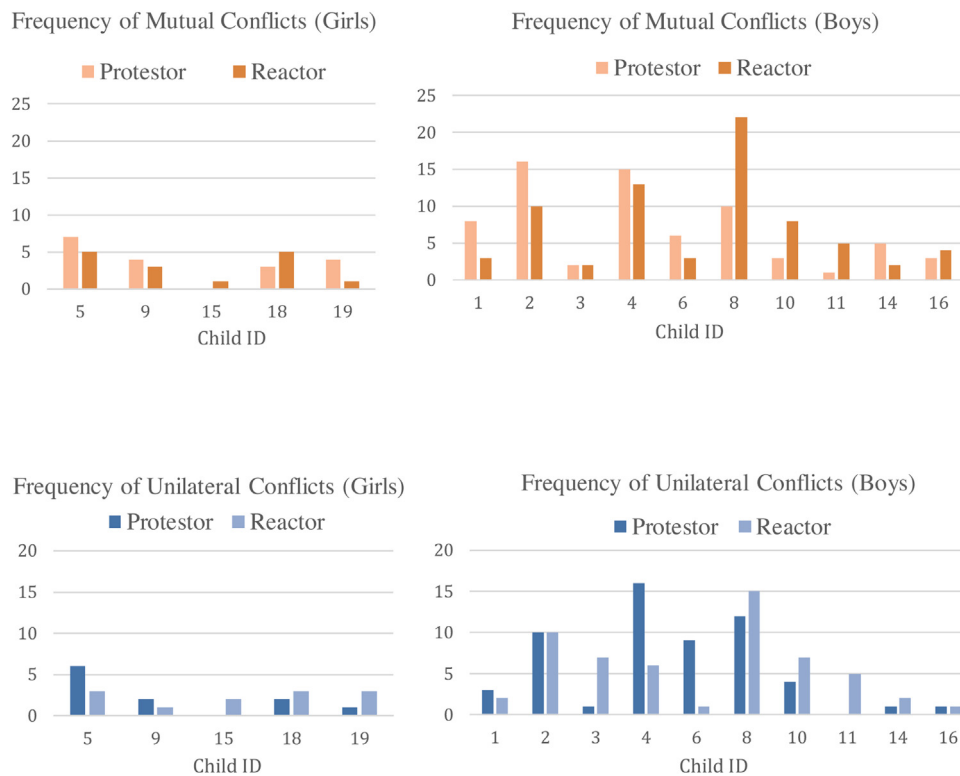 Frequency of Mutual Conflicts (Girls)
Protestor Reactor
25
20
15
10
5
0
5 9 15 18 19
Child ID
Frequency of Mutual Conflicts (Boys)
Protestor Reactor
25
20
15
10
5
0
1 2 3 4 6 8 10 11 14 16
Child ID
Frequency of Unilateral Conflicts (Girls)
Protestor Reactor
20
15
10
5
0
5 9 15 18 19
Child ID
Frequency of Unilateral Conflicts (Boys)
Protestor Reactor
20
15
10
5
0
1 2 3 4 6 8 10 11 14 16
Child ID